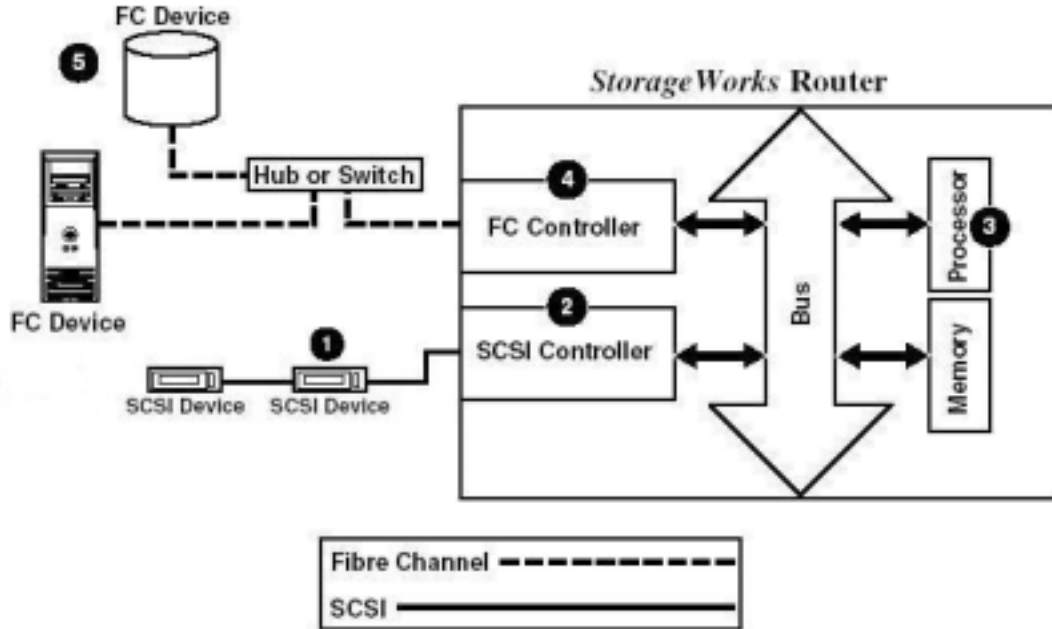 FC Device
5
StorageWorks Router
Hub or Switch
4
FC Controller
Processor
3
FC Device
2
SCSI Controller
Bus
Memory
1
SCSI Device
SCSI Device
Fibre Channel
SCSI